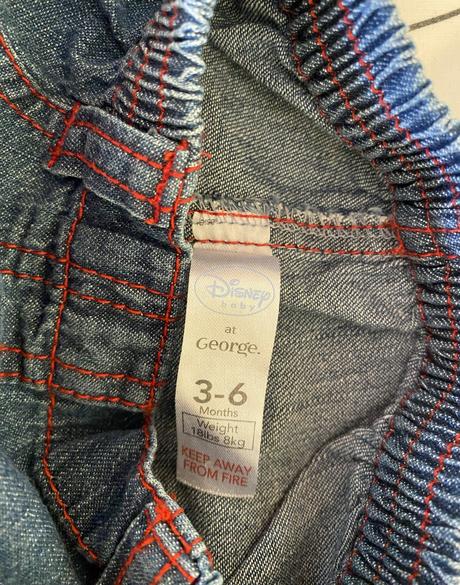 Disney
baby
at
George.
3-6
Months
Weight
18lbs 8kg
KEEP AWAY
FROM FIRE